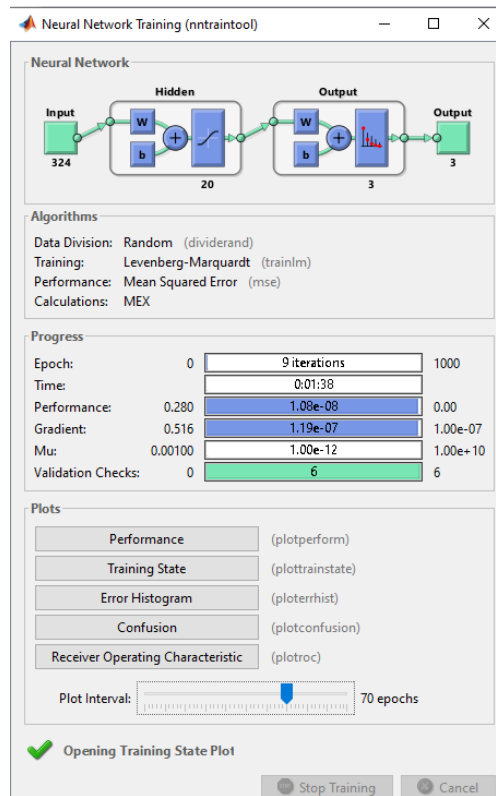 Neural Network Training (nntraintool)
Neural Network
Hidden
Output
Input
W
b
+
W
b
+
Output
324
20
3
3
Algorithms
Data Division: Random (dividerand)
Training: Levenberg-Marquardt (trainlm)
Performance: Mean Squared Error (mse)
Calculations: MEX
Progress
Epoch: 0 9 iterations 1000
Time: 0:01:38
Performance: 0.280 1.08e-08 0.00
Gradient: 0.516 1.19e-07 1.00e-07
Mu: 0.00100 1.00e-12 1.00e+10
Validation Checks: 0 6 6
Plots
Performance (plotperform)
Training State (plottrainstate)
Error Histogram (ploterrhist)
Confusion (plotconfusion)
Receiver Operating Characteristic (plotroc)
Plot Interval: 70 epochs
Opening Training State Plot
Stop Training Cancel